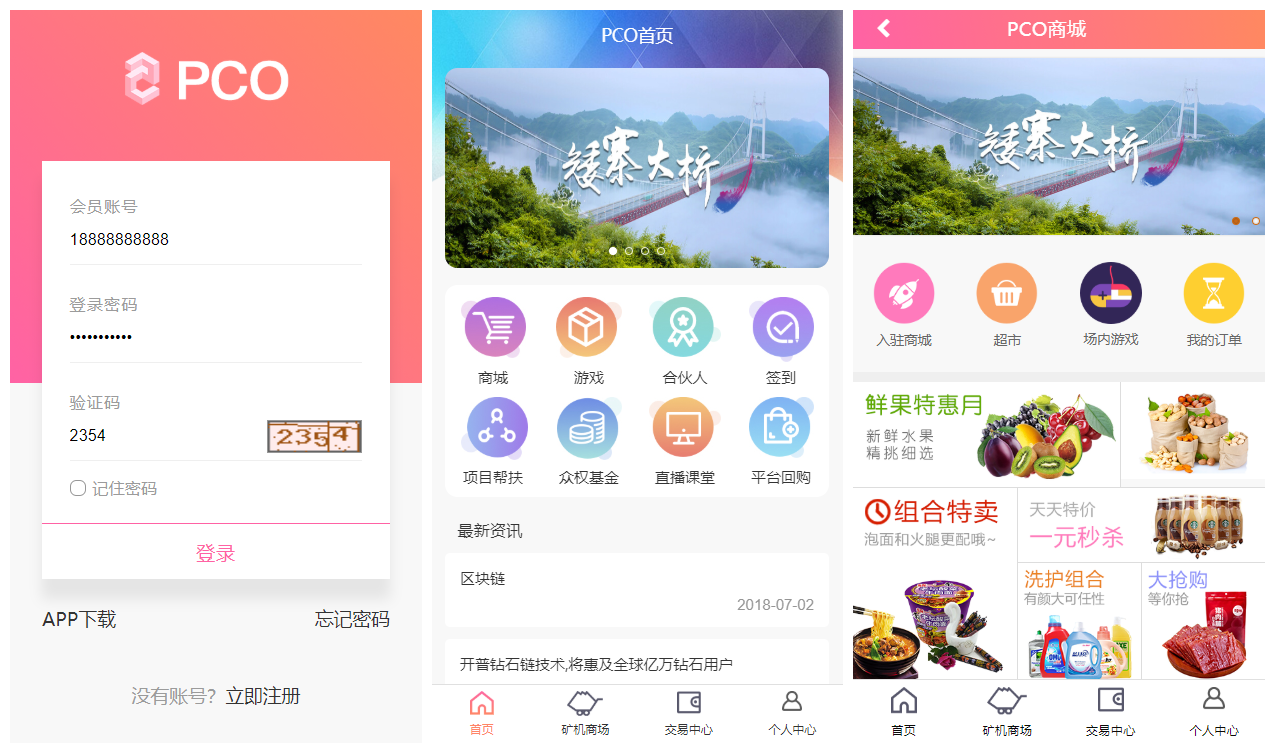 PCO
会员账号
18888888888
登录密码
•••••••••••
验证码
2354
2354
记住密码
登录
APP下载
忘记密码
没有账号? 立即注册
PCO首页
矮寨大桥
商城
游戏
合伙人
签到
项目帮扶
众权基金
直播课堂
平台回购
最新资讯
区块链
2018-07-02
开普钻石链技术,将惠及全球亿万钻石用户
首页
矿机商场
交易中心
个人中心
PCO商城
矮寨大桥
入驻商城
超市
场内游戏
我的订单
鲜果特惠月
新鲜水果
精挑细选
组合特卖
泡面和火腿更配哦~
天天特价
一元秒杀
洗护组合
有颜大可任性
大抢购
等你抢
首页
矿机商场
交易中心
个人中心